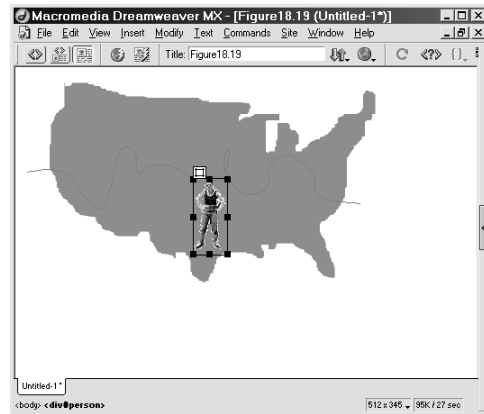 Macromedia Dreamweaver MX - [Figure18.19 (Untitled-1*)]
File Edit View Insert Modify Text Commands Site Window Help
Title: Figure18.19
Untitled-1*
<body> <div#person>
512 x 345
95K / 27 sec